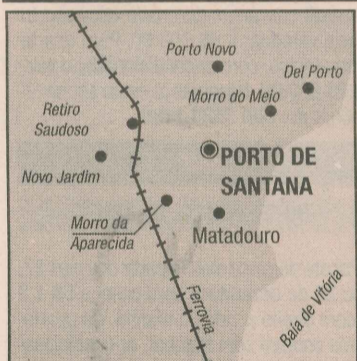 Porto Novo
Del Porto
Morro do Meio
Retiro
Saudoso
PORTO DE
SANTANA
Novo Jardim
Morro da
Aparecida
Matadouro
Ferrovia
Baía de Vitória